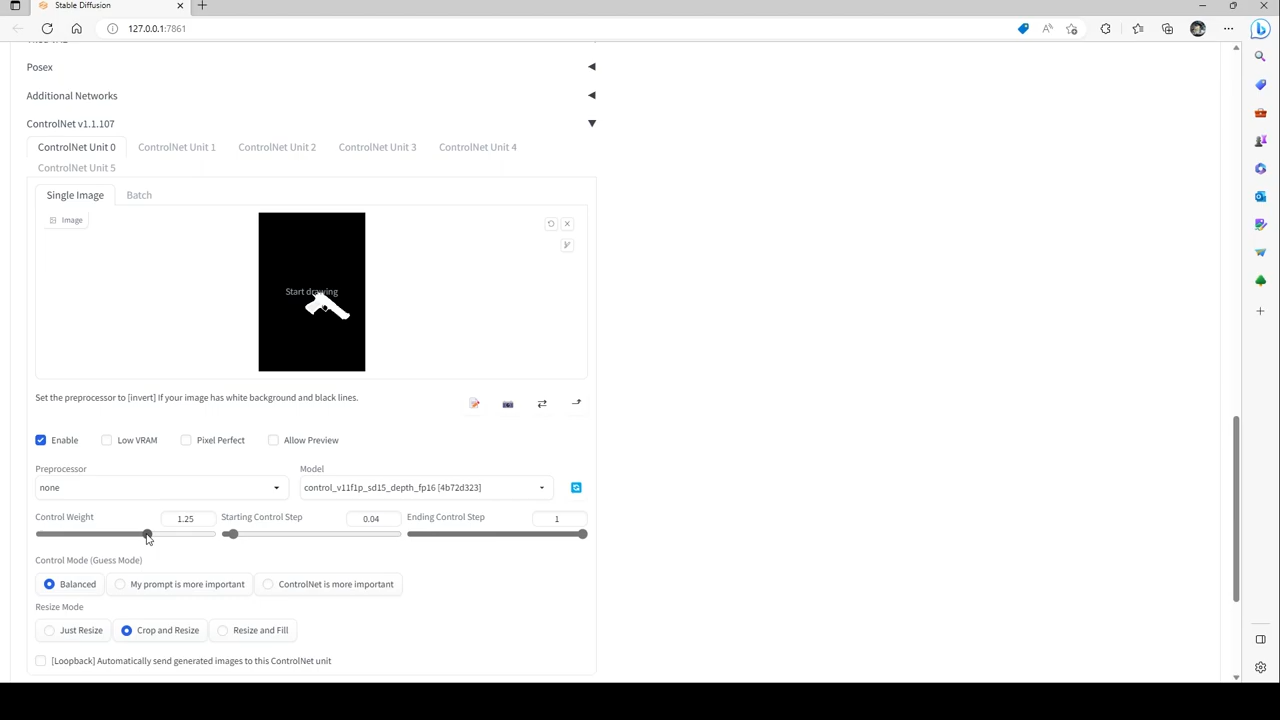 Stable Diffusion
127.0.0.1:7861
Posex
Additional Networks
ControlNet v1.1.107
ControlNet Unit 0 ControlNet Unit 1 ControlNet Unit 2 ControlNet Unit 3 ControlNet Unit 4
ControlNet Unit 5
Single Image Batch
Image
Start drawing
Set the preprocessor to [invert] If your image has white background and black lines.
Enable Low VRAM Pixel Perfect Allow Preview
Preprocessor Model
none control_v11f1p_sd15_depth_fp16 [4b72d323]
Control Weight 1.25 Starting Control Step 0.04 Ending Control Step 1
Control Mode (Guess Mode)
Balanced My prompt is more important ControlNet is more important
Resize Mode
Just Resize Crop and Resize Resize and Fill
[Loopback] Automatically send generated images to this ControlNet unit